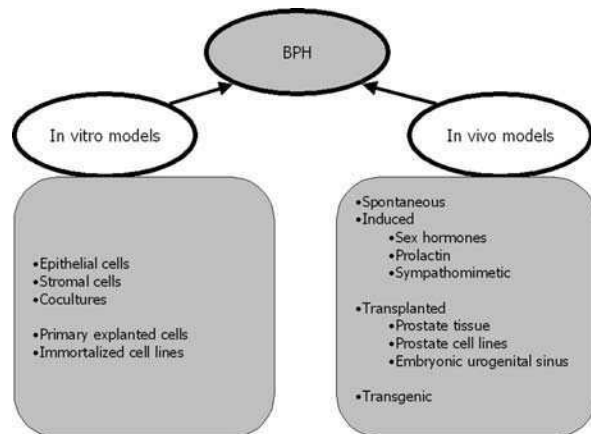 BPH
In vitro models
In vivo models
•Epithelial cells
•Stromal cells
•Cocultures
•Primary explanted cells
•Immortalized cell lines
•Spontaneous
•Induced
•Sex hormones
•Prolactin
•Sympathomimetic
•Transplanted
•Prostate tissue
•Prostate cell lines
•Embryonic urogenital sinus
•Transgenic